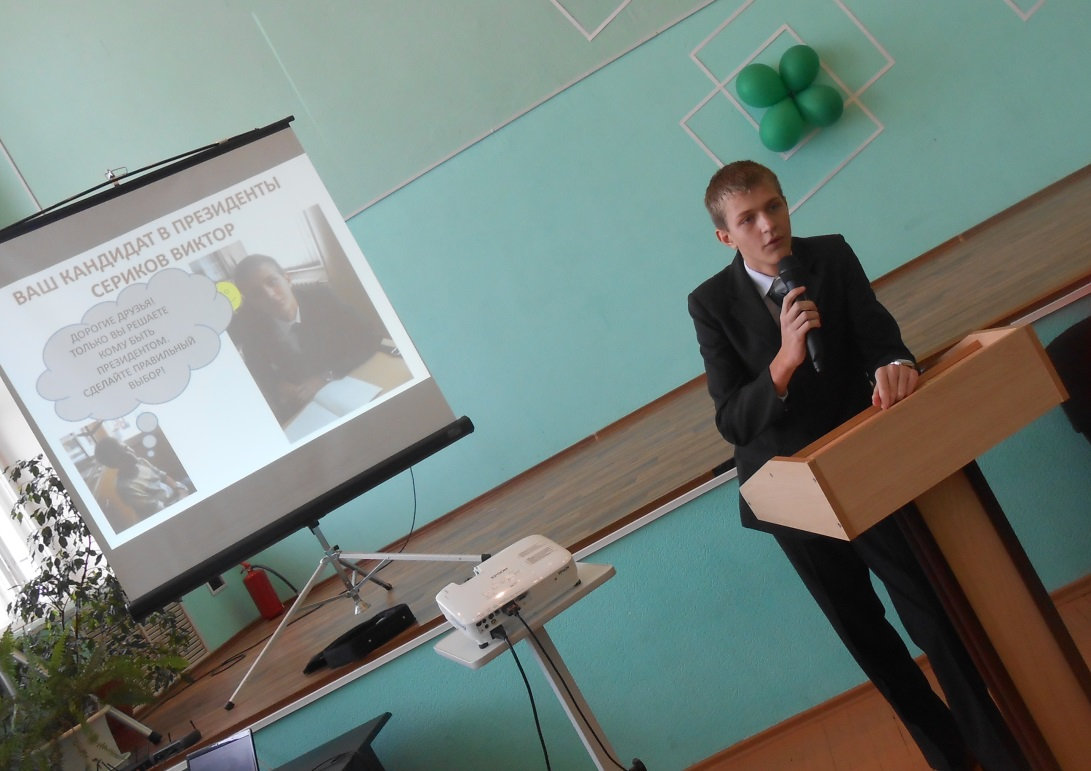 ВАШ КАНДИДАТ В ПРЕЗИДЕНТЫ
СЕРИКОВ ВИКТОР
ДОРОГИЕ ДРУЗЬЯ!
ТОЛЬКО ВЫ РЕШАЕТЕ
КОМУ БЫТЬ
ПРЕЗИДЕНТОМ.
СДЕЛАЙТЕ ПРАВИЛЬНЫЙ
ВЫБОР!